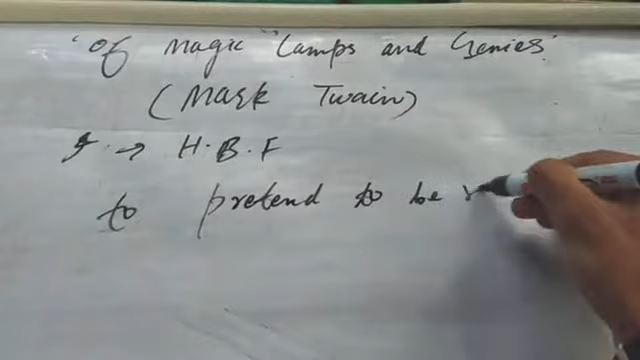 'Of Magic Lamps and Genies'
(Mark Twain)
→ H.B.F
to pretend to be